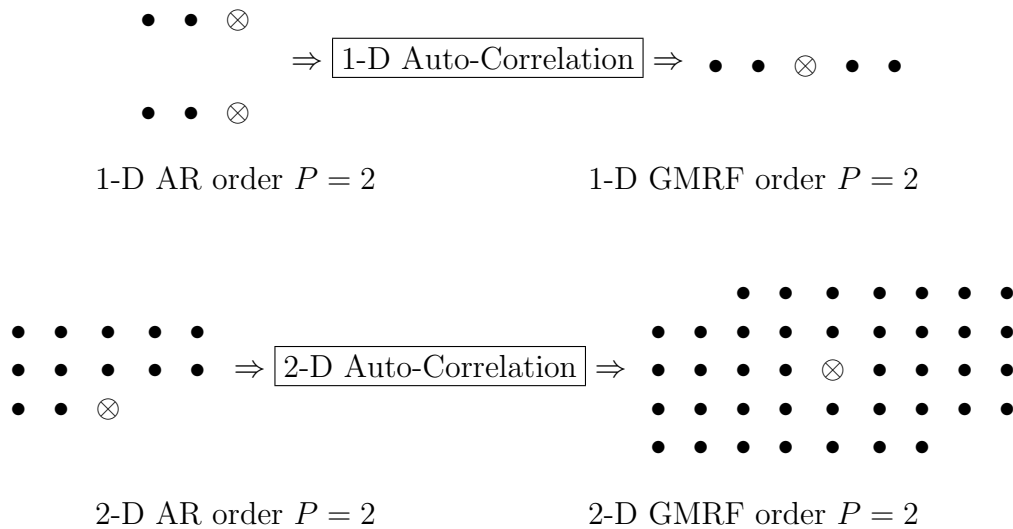 ⇒ 1-D Auto-Correlation ⇒
1-D AR order P = 2
1-D GMRF order P = 2
⇒ 2-D Auto-Correlation ⇒
2-D AR order P = 2
2-D GMRF order P = 2